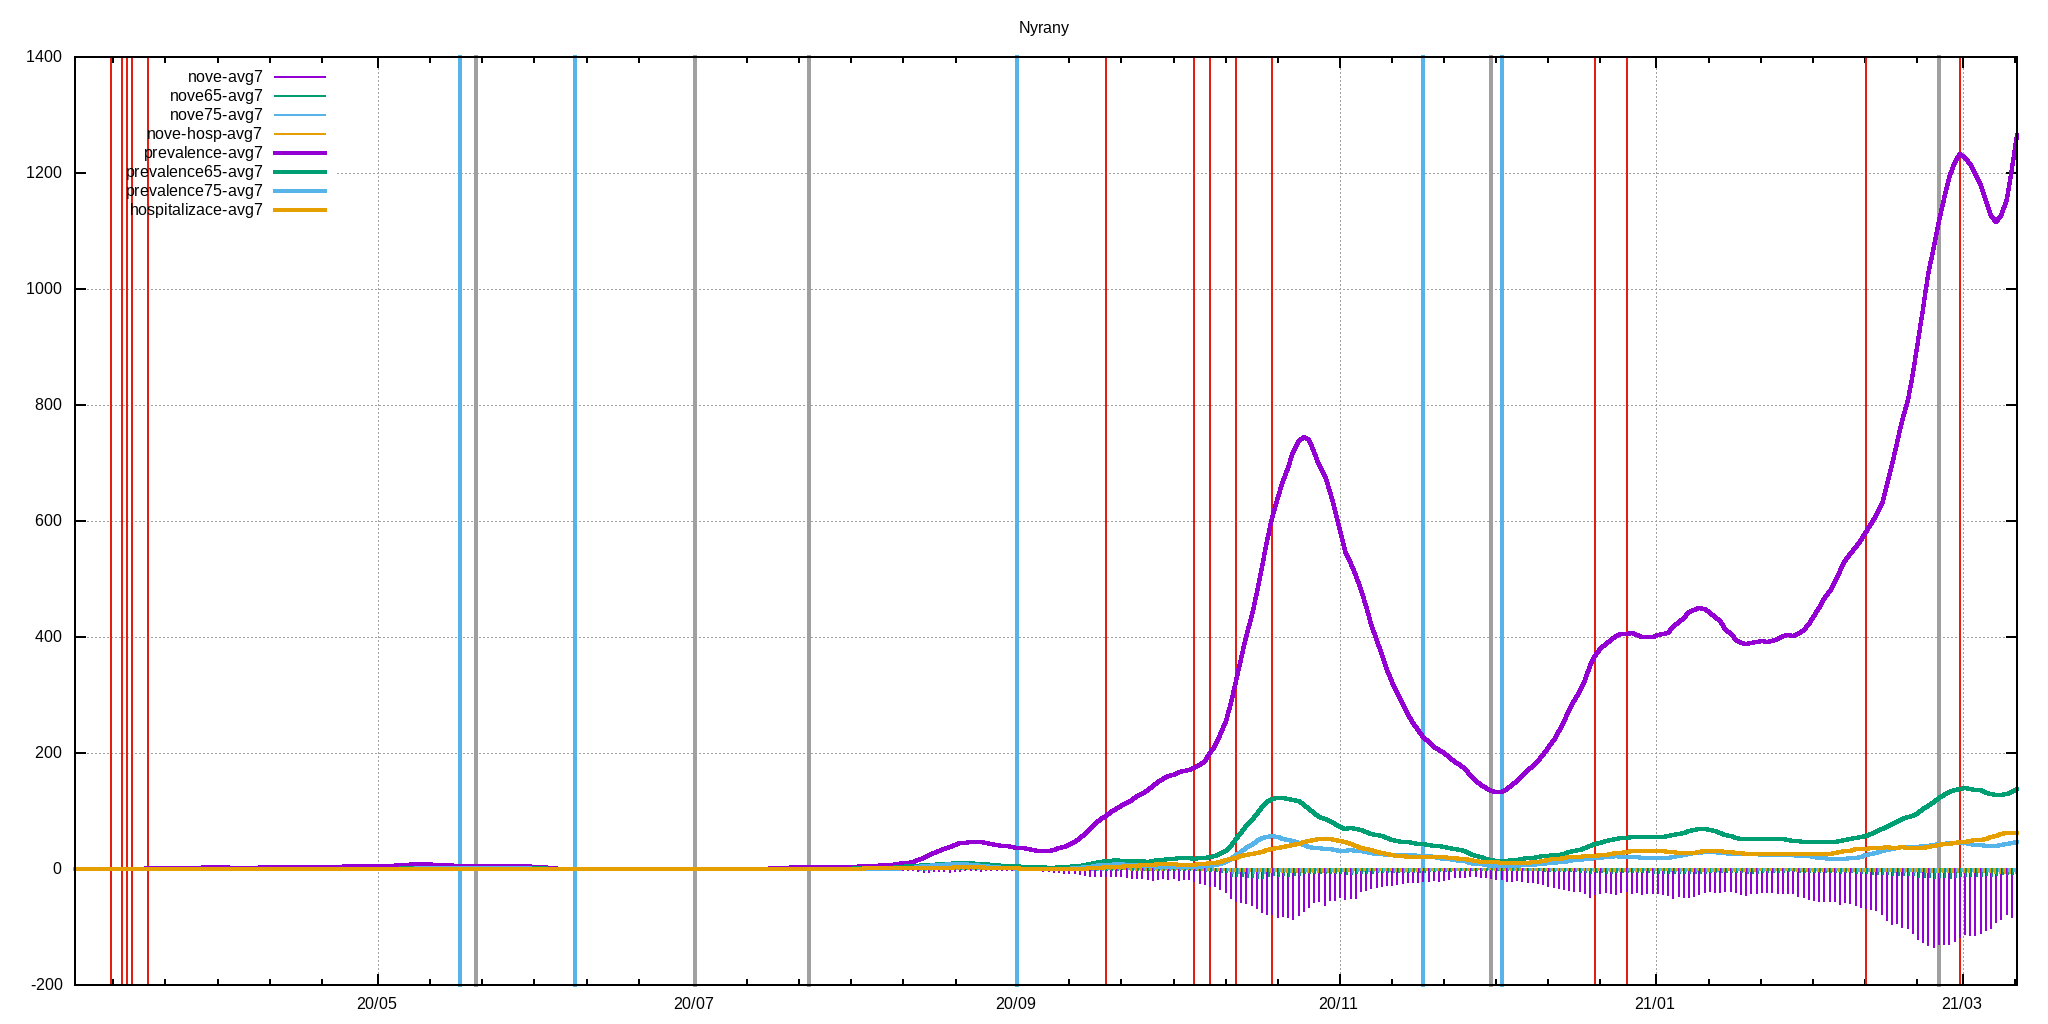 Nyrany
1400
1200
1000
800
600
400
200
0
-200
nove-avg7
nove65-avg7
nove75-avg7
nove-hosp-avg7
prevalence-avg7
prevalence65-avg7
prevalence75-avg7
hospitalizace-avg7
20/05 20/07 20/09 20/11 21/01 21/03